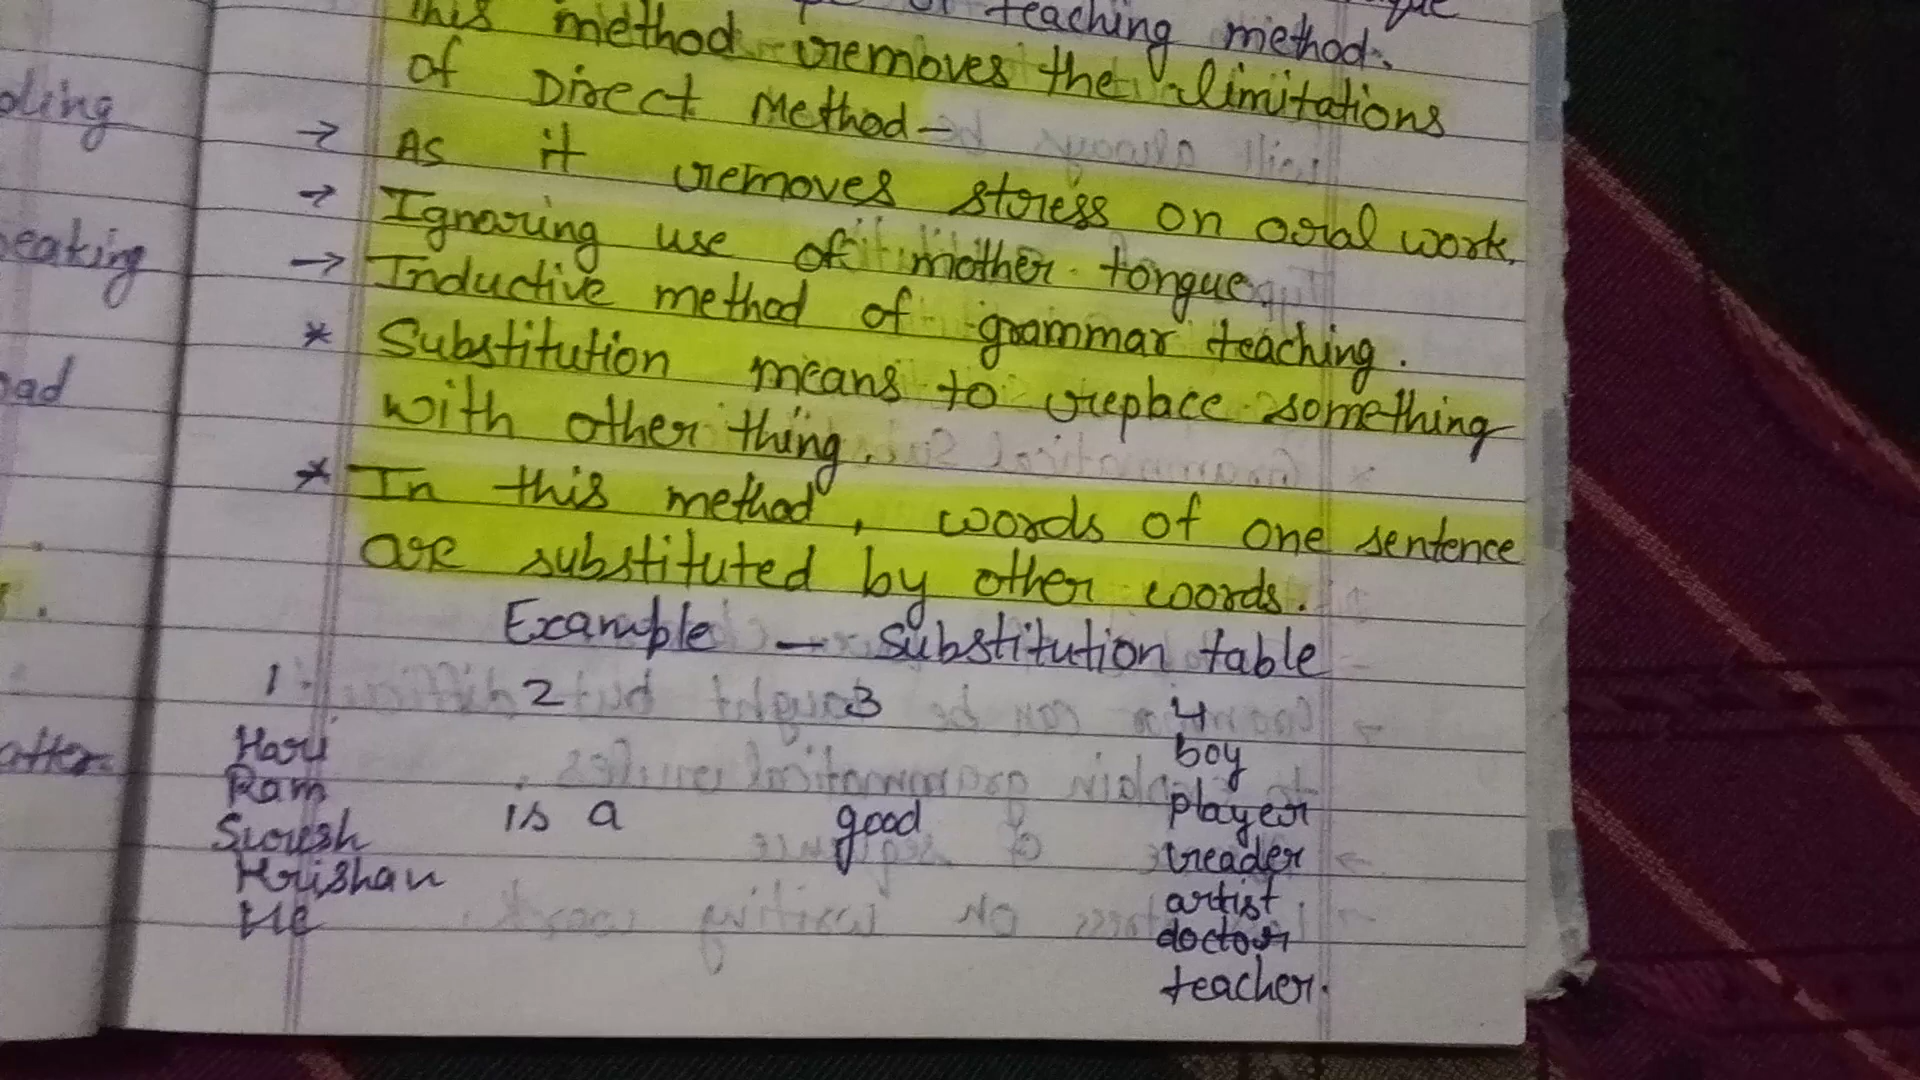 teaching method.
this method removes the limitations
of Direct Method-
→ As it removes stress on oral work.
→ Ignoring use of mother tongue
→ Inductive method of grammar teaching.
* Substitution means to replace something
with other thing.
* In this method, words of one sentence
are substituted by other words.
Example - substitution table
1 2 3 4
Hari boy
Ram player
Suresh is a good reader
Krishan artist
He doctor
teacher.